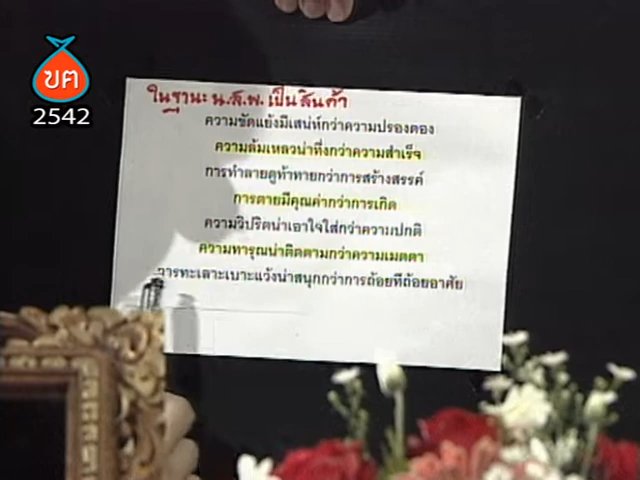 ขต
2542
ในฐานะ น.ส.พ. เป็นสินค้า
ความขัดแย้งมีเสน่ห์กว่าความปรองดอง
ความล้มเหลวน่าทึ่งกว่าความสำเร็จ
การทำลายดูท้าทายกว่าการสร้างสรรค์
การตายมีคุณค่ากว่าการเกิด
ความวิปริตน่าเอาใจใส่กว่าความปกติ
ความทารุณน่าติดตามกว่าความเมตตา
การทะเลาะเบาะแว้งน่าสนุกกว่าการถ้อยทีถ้อยอาศัย